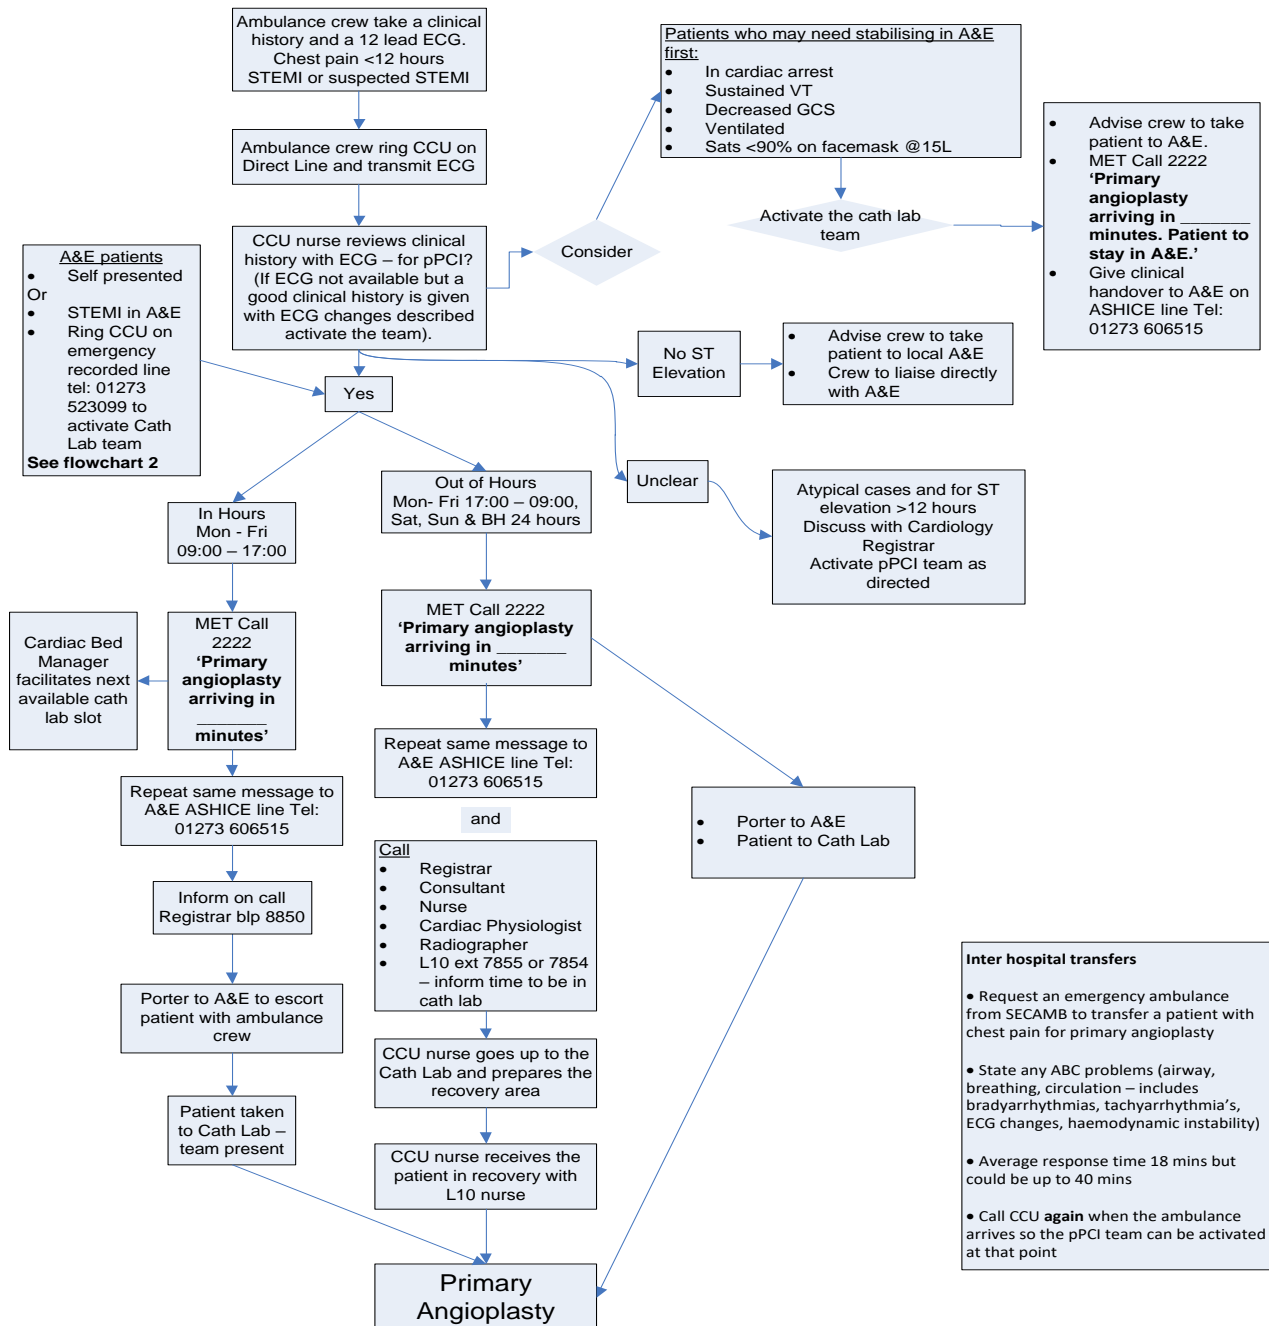 Ambulance crew take a clinical
history and a 12 lead ECG.
Chest pain <12 hours
STEMI or suspected STEMI
Patients who may need stabilising in A&E
first:
• In cardiac arrest
• Sustained VT
• Decreased GCS
• Ventilated
• Sats <90% on facemask @15L
• Advise crew to take
patient to A&E.
• MET Call 2222
‘Primary
angioplasty
arriving in _______
minutes. Patient to
stay in A&E.’
• Give clinical
handover to A&E on
ASHICE line Tel:
01273 606515
Ambulance crew ring CCU on
Direct Line and transmit ECG
Activate the cath lab
team
CCU nurse reviews clinical
history with ECG – for pPCI?
(If ECG not available but a
good clinical history is given
with ECG changes described
activate the team).
Consider
A&E patients
• Self presented
Or
• STEMI in A&E
• Ring CCU on
emergency
recorded line
tel: 01273
523099 to
activate Cath
Lab team
See flowchart 2
No ST
Elevation
• Advise crew to take
patient to local A&E
• Crew to liaise directly
with A&E
Yes
Unclear
Atypical cases and for ST
elevation >12 hours
Discuss with Cardiology
Registrar
Activate pPCI team as
directed
In Hours
Mon - Fri
09:00 – 17:00
Out of Hours
Mon- Fri 17:00 – 09:00,
Sat, Sun & BH 24 hours
Cardiac Bed
Manager
facilitates next
available cath
lab slot
MET Call
2222
‘Primary
angioplasty
arriving in
_______
minutes’
MET Call 2222
‘Primary angioplasty
arriving in _______
minutes’
Repeat same message to
A&E ASHICE line Tel:
01273 606515
Repeat same message to
A&E ASHICE line Tel:
01273 606515
and
• Porter to A&E
• Patient to Cath Lab
Call
• Registrar
• Consultant
• Nurse
• Cardiac Physiologist
• Radiographer
• L10 ext 7855 or 7854
– inform time to be in
cath lab
Inform on call
Registrar blp 8850
Porter to A&E to escort
patient with ambulance
crew
CCU nurse goes up to the
Cath Lab and prepares the
recovery area
Patient taken
to Cath Lab –
team present
CCU nurse receives the
patient in recovery with
L10 nurse
Primary
Angioplasty
Inter hospital transfers
• Request an emergency ambulance
from SECAMB to transfer a patient with
chest pain for primary angioplasty
• State any ABC problems (airway,
breathing, circulation – includes
bradyarrhythmias, tachyarrhythmia’s,
ECG changes, haemodynamic instability)
• Average response time 18 mins but
could be up to 40 mins
• Call CCU again when the ambulance
arrives so the pPCI team can be activated
at that point